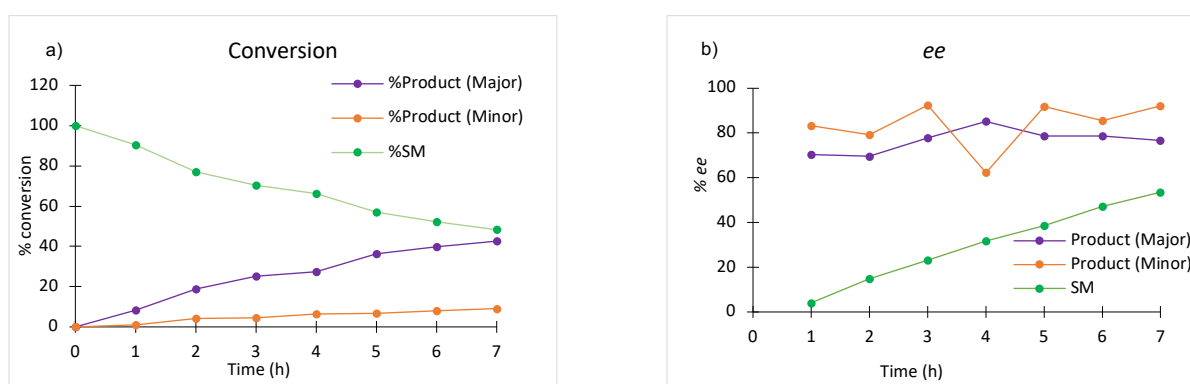 a)
Conversion
120
100
80
60
40
20
0
% conversion
%Product (Major)
%Product (Minor)
%SM
0 1 2 3 4 5 6 7
Time (h)
b)
ee
100
80
60
40
20
0
% ee
Product (Major)
Product (Minor)
SM
0 1 2 3 4 5 6 7
Time (h)